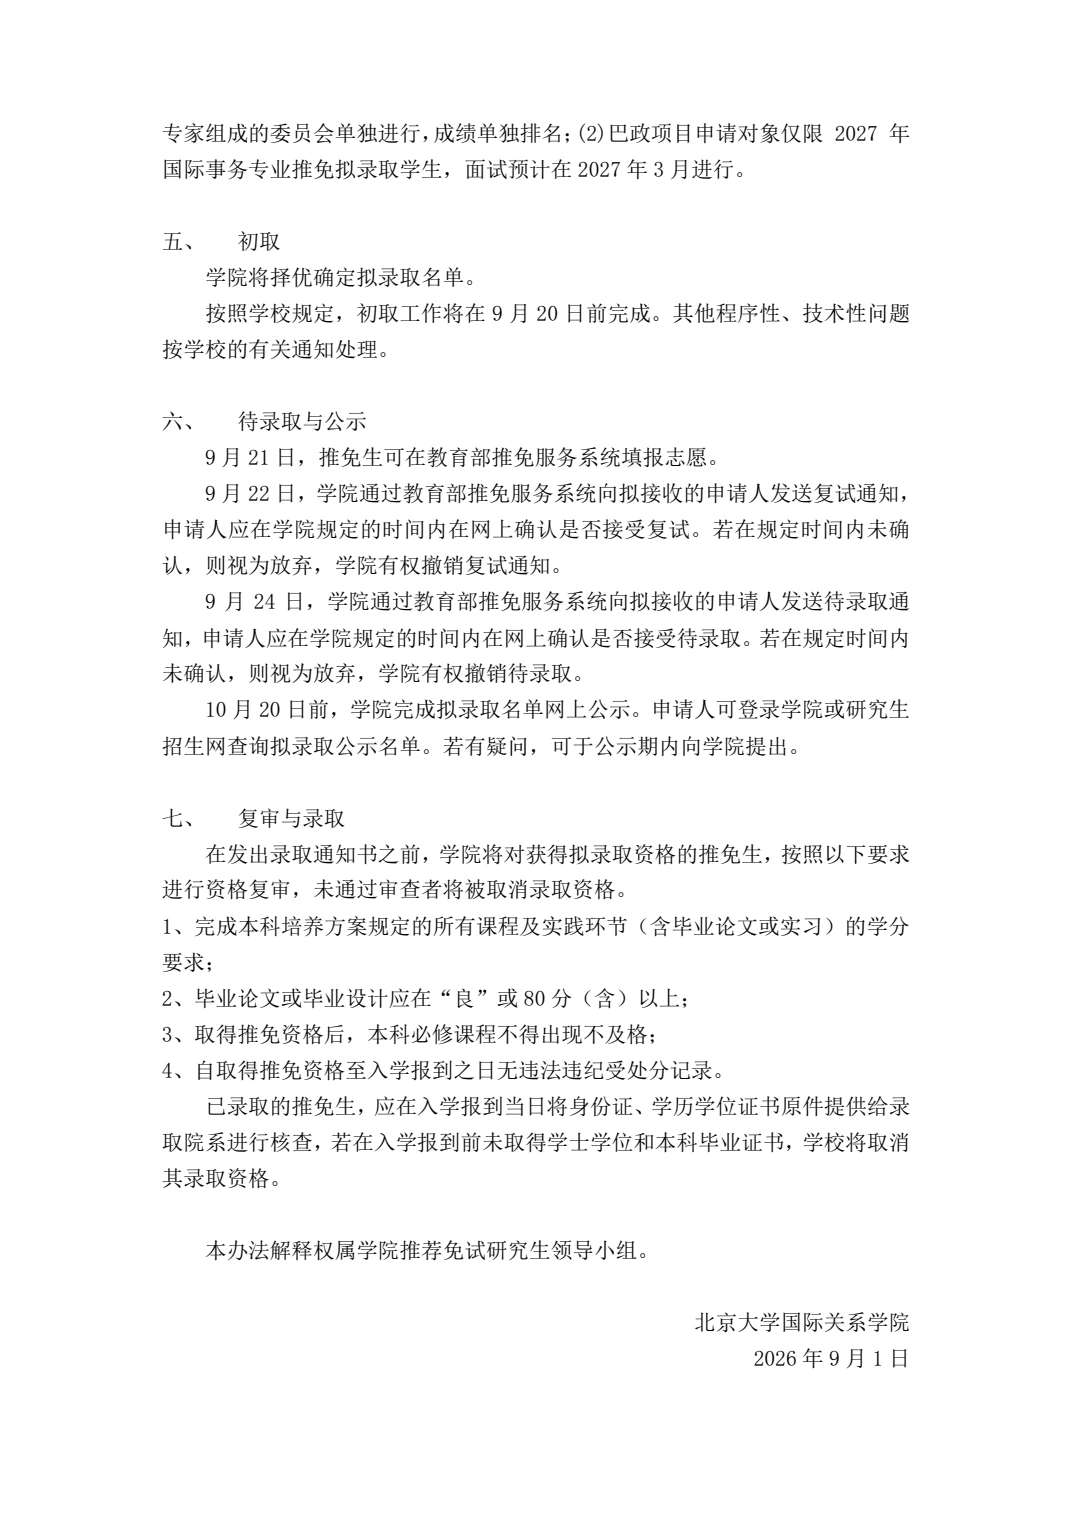 专家组成的委员会单独进行，成绩单独排名；(2)巴政项目申请对象仅限 2027 年
国际事务专业推免拟录取学生，面试预计在 2027 年 3 月进行。
五、 初取
学院将择优确定拟录取名单。
按照学校规定，初取工作将在 9 月 20 日前完成。其他程序性、技术性问题
按学校的有关通知处理。
六、 待录取与公示
9 月 21 日，推免生可在教育部推免服务系统填报志愿。
9 月 22 日，学院通过教育部推免服务系统向拟接收的申请人发送复试通知，
申请人应在学院规定的时间内在网上确认是否接受复试。若在规定时间内未确
认，则视为放弃，学院有权撤销复试通知。
9 月 24 日，学院通过教育部推免服务系统向拟接收的申请人发送待录取通
知，申请人应在学院规定的时间内在网上确认是否接受待录取。若在规定时间内
未确认，则视为放弃，学院有权撤销待录取。
10 月 20 日前，学院完成拟录取名单网上公示。申请人可登录学院或研究生
招生网查询拟录取公示名单。若有疑问，可于公示期内向学院提出。
七、 复审与录取
在发出录取通知书之前，学院将对获得拟录取资格的推免生，按照以下要求
进行资格复审，未通过审查者将被取消录取资格。
1、完成本科培养方案规定的所有课程及实践环节（含毕业论文或实习）的学分
要求；
2、毕业论文或毕业设计应在“良”或 80 分（含）以上；
3、取得推免资格后，本科必修课程不得出现不及格；
4、自取得推免资格至入学报到之日无违法违纪受处分记录。
已录取的推免生，应在入学报到当日将身份证、学历学位证书原件提供给录
取院系进行核查，若在入学报到前未取得学士学位和本科毕业证书，学校将取消
其录取资格。
本办法解释权属学院推荐免试研究生领导小组。
北京大学国际关系学院
2026 年 9 月 1 日